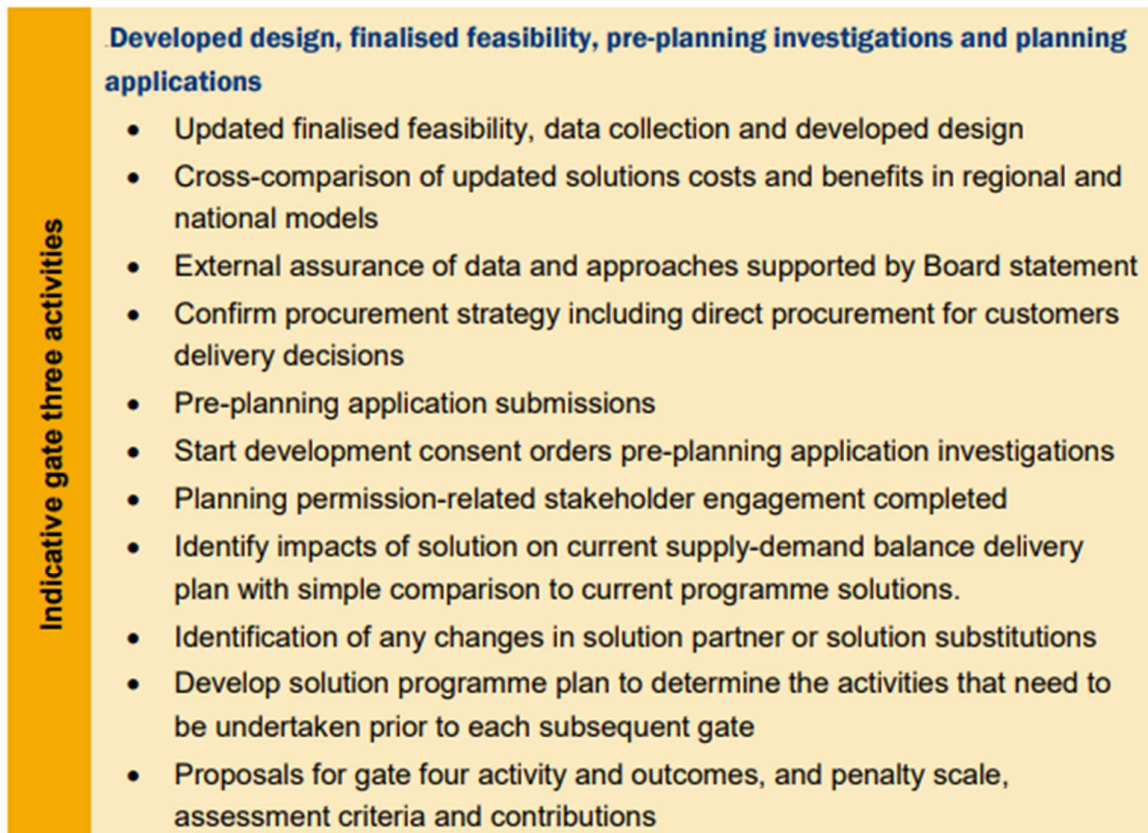 Indicative gate three activities
Developed design, finalised feasibility, pre-planning investigations and planning
applications
• Updated finalised feasibility, data collection and developed design
• Cross-comparison of updated solutions costs and benefits in regional and
national models
• External assurance of data and approaches supported by Board statement
• Confirm procurement strategy including direct procurement for customers
delivery decisions
• Pre-planning application submissions
• Start development consent orders pre-planning application investigations
• Planning permission-related stakeholder engagement completed
• Identify impacts of solution on current supply-demand balance delivery
plan with simple comparison to current programme solutions.
• Identification of any changes in solution partner or solution substitutions
• Develop solution programme plan to determine the activities that need to
be undertaken prior to each subsequent gate
• Proposals for gate four activity and outcomes, and penalty scale,
assessment criteria and contributions